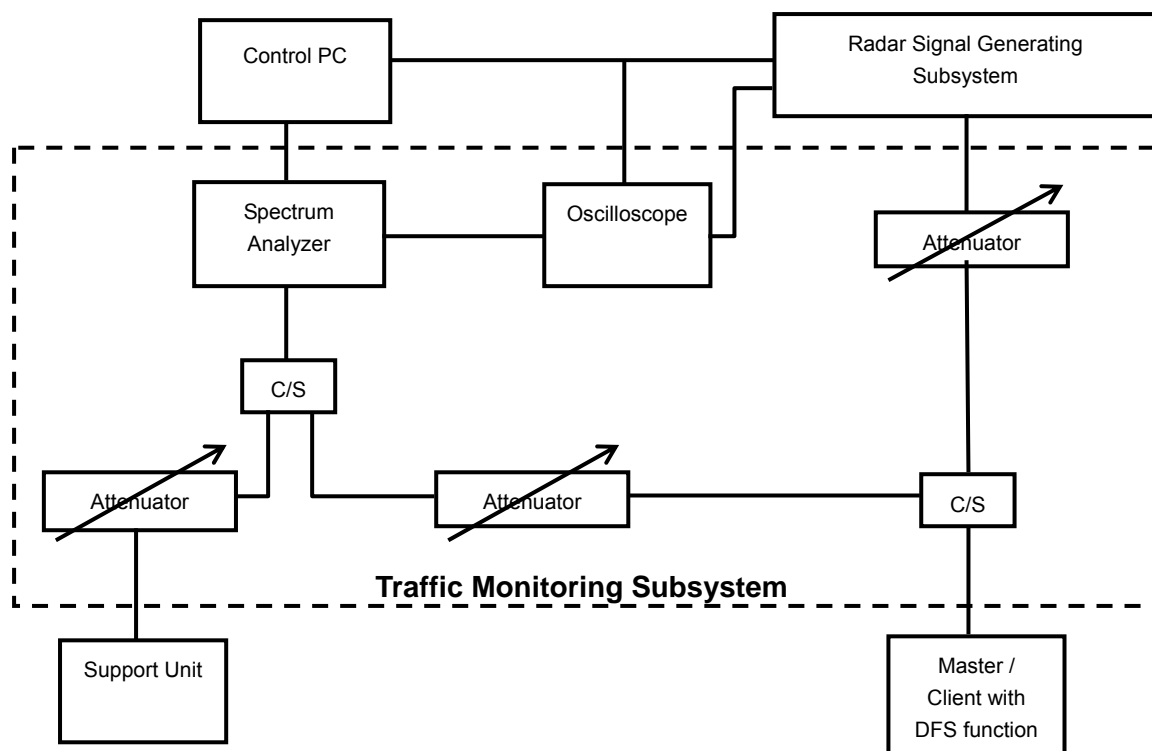 Control PC
Radar Signal Generating
Subsystem
Spectrum
Analyzer
Oscilloscope
Attenuator
C/S
Attenuator
Attenuator
C/S
Traffic Monitoring Subsystem
Support Unit
Master /
Client with
DFS function